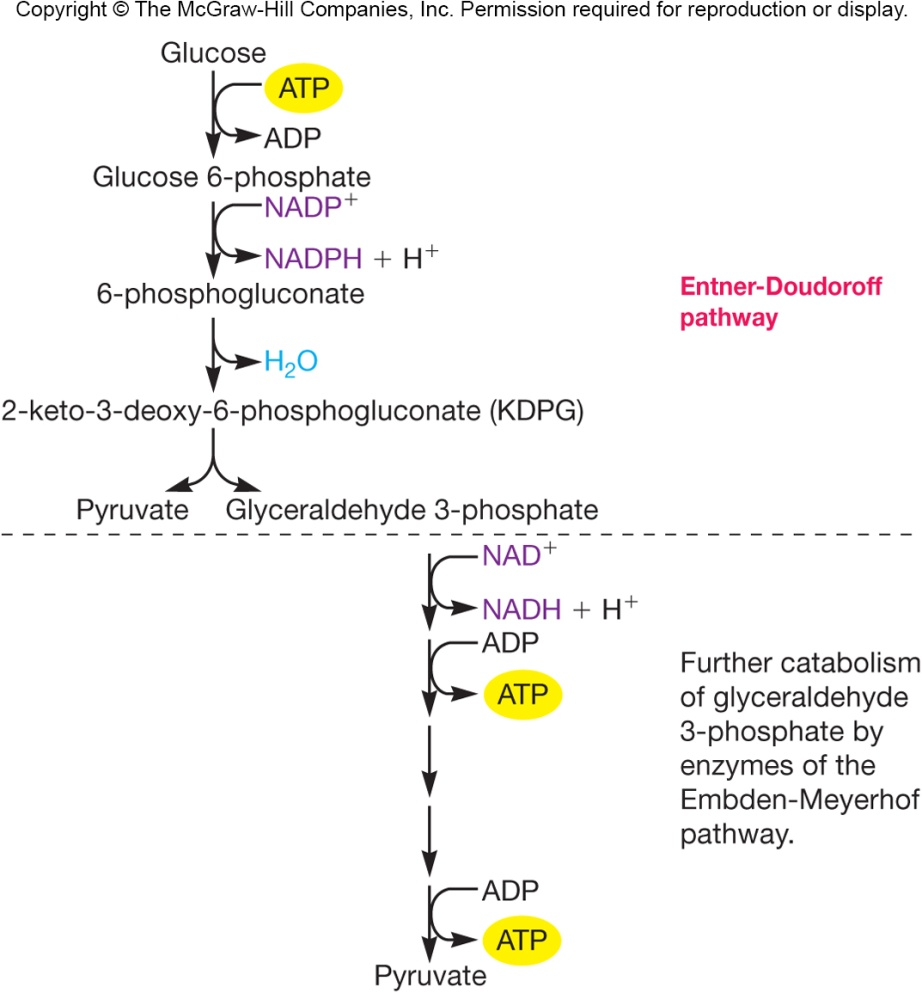 Copyright © The McGraw-Hill Companies, Inc. Permission required for reproduction or display.
Glucose
ATP
ADP
Glucose 6-phosphate
NADP⁺
NADPH + H⁺
6-phosphogluconate
Entner-Doudoroff
pathway
H₂O
2-keto-3-deoxy-6-phosphogluconate (KDPG)
Pyruvate
Glyceraldehyde 3-phosphate
NAD⁺
NADH + H⁺
ADP
ATP
Further catabolism
of glyceraldehyde
3-phosphate by
enzymes of the
Embden-Meyerhof
pathway.
ADP
ATP
Pyruvate